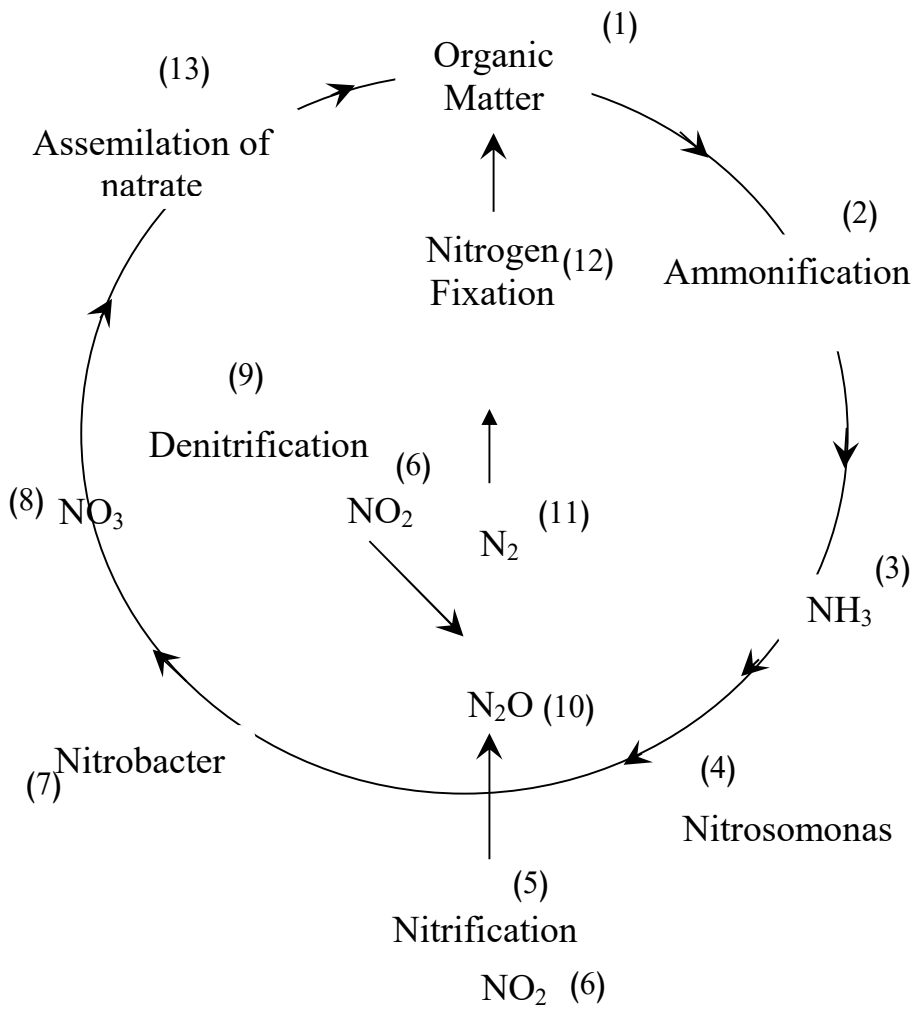 (1)
Organic
Matter
(13)
Assemilation of
natrate
(2)
Ammonification
Nitrogen (12)
Fixation
(9)
Denitrification
(6)
NO₂
(11)
N₂
(8) NO₃
(3)
NH₃
N₂O (10)
(7) Nitrobacter
(4)
Nitrosomonas
(5)
Nitrification
NO₂ (6)